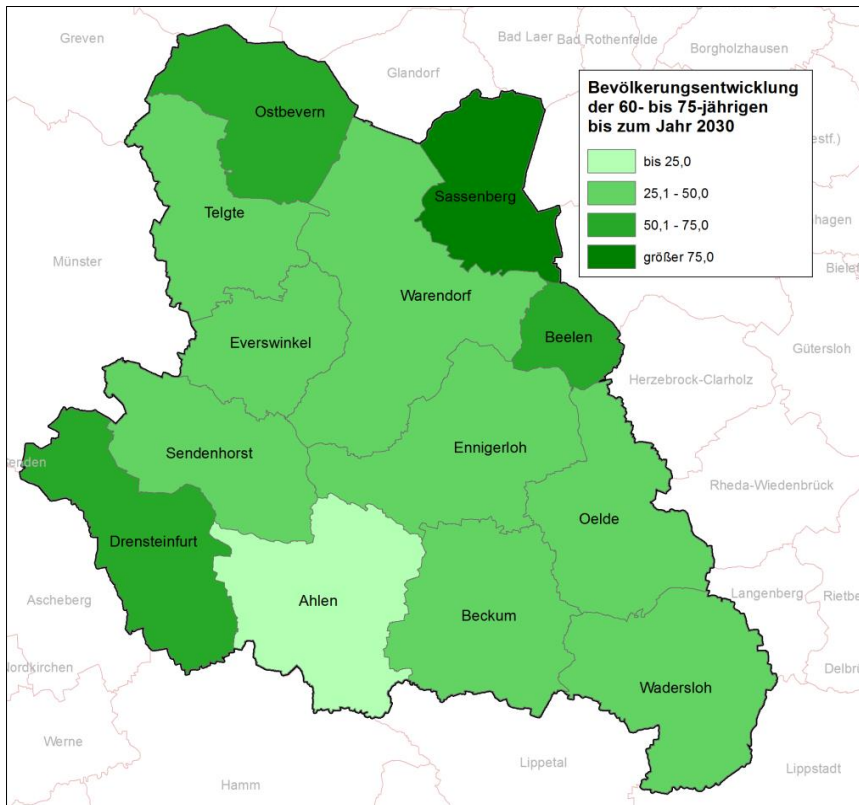 Greven
Bad Laer
Bad Rothenfelde
Borgholzhausen
Glandorf
Bevölkerungsentwicklung
der 60- bis 75-jährigen
bis zum Jahr 2030
bis 25,0
25,1 - 50,0
50,1 - 75,0
größer 75,0
Ostbevern
Sassenberg
Telgte
Münster
Warendorf
Everswinkel
Beelen
Gütersloh
Herzebrock-Clarholz
Sendenhorst
Ennigerloh
Rheda-Wiedenbrück
Oelde
Drensteinfurt
Ascheberg
Ahlen
Beckum
Langenberg
Wadersloh
Werne
Lippetal
Lippstadt
Hamm